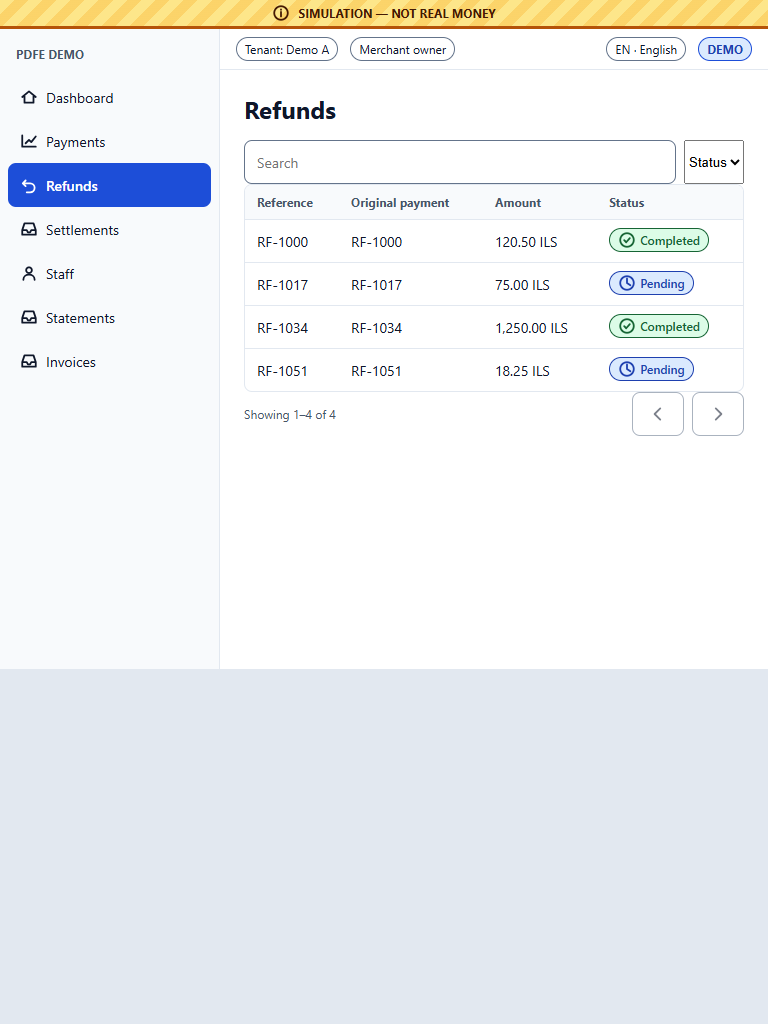 SIMULATION — NOT REAL MONEY
PDFE DEMO
Tenant: Demo A
Merchant owner
EN · English
DEMO
Dashboard
Payments
Refunds
Settlements
Staff
Statements
Invoices
Refunds
Search
Status
Reference Original payment Amount Status
RF-1000 RF-1000 120.50 ILS Completed
RF-1017 RF-1017 75.00 ILS Pending
RF-1034 RF-1034 1,250.00 ILS Completed
RF-1051 RF-1051 18.25 ILS Pending
Showing 1–4 of 4